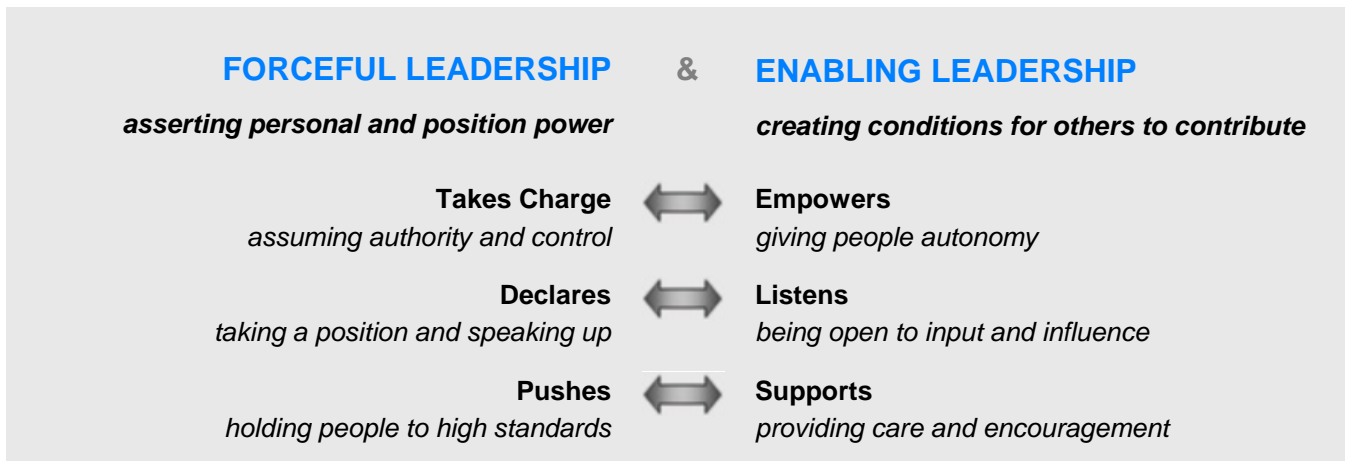 FORCEFUL LEADERSHIP & ENABLING LEADERSHIP
asserting personal and position power creating conditions for others to contribute
Takes Charge Empowers
assuming authority and control giving people autonomy
Declares Listens
taking a position and speaking up being open to input and influence
Pushes Supports
holding people to high standards providing care and encouragement